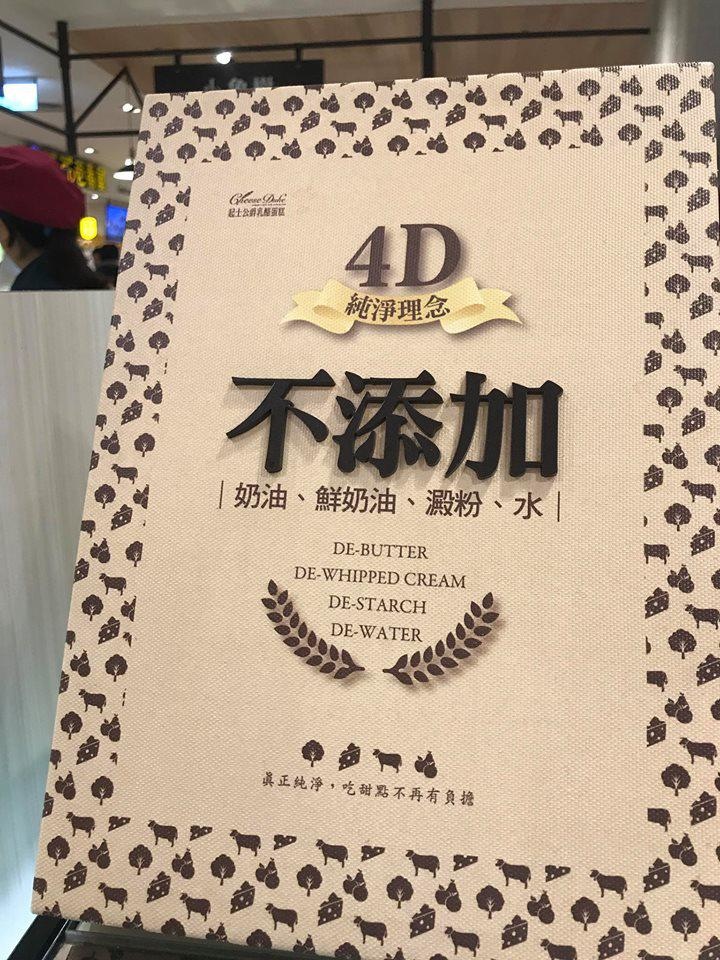 Cheese Duke
起士公爵乳酪蛋糕
4D
純淨理念
不添加
|奶油、鮮奶油、澱粉、水|
DE-BUTTER
DE-WHIPPED CREAM
DE-STARCH
DE-WATER
真正純淨，吃甜點不再有負擔